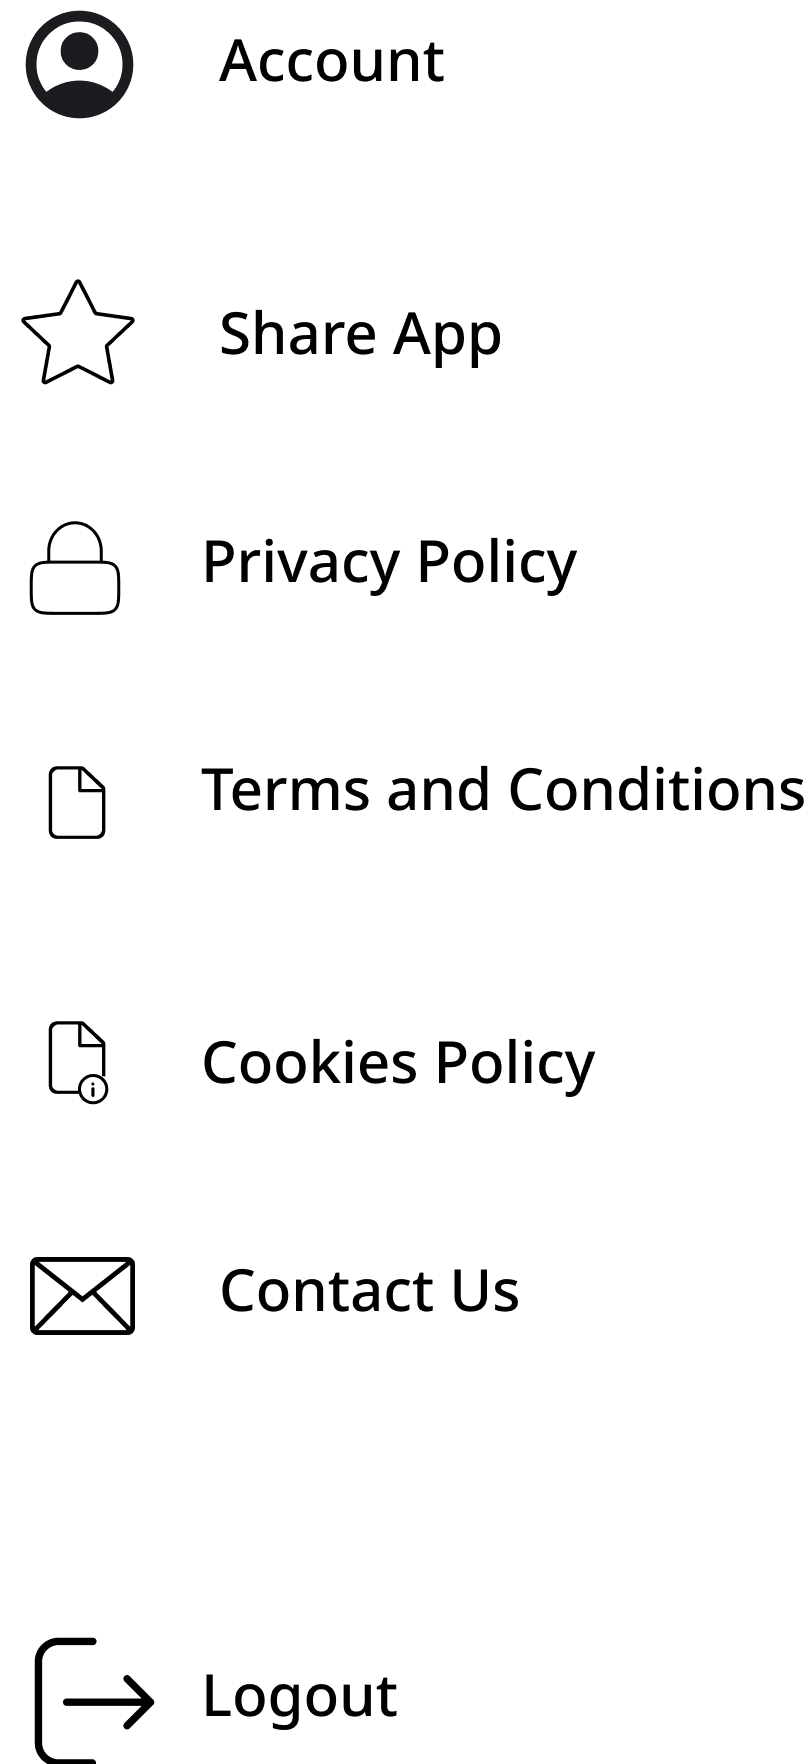 Account
Share App
Privacy Policy
Terms and Conditions
Cookies Policy
Contact Us
Logout